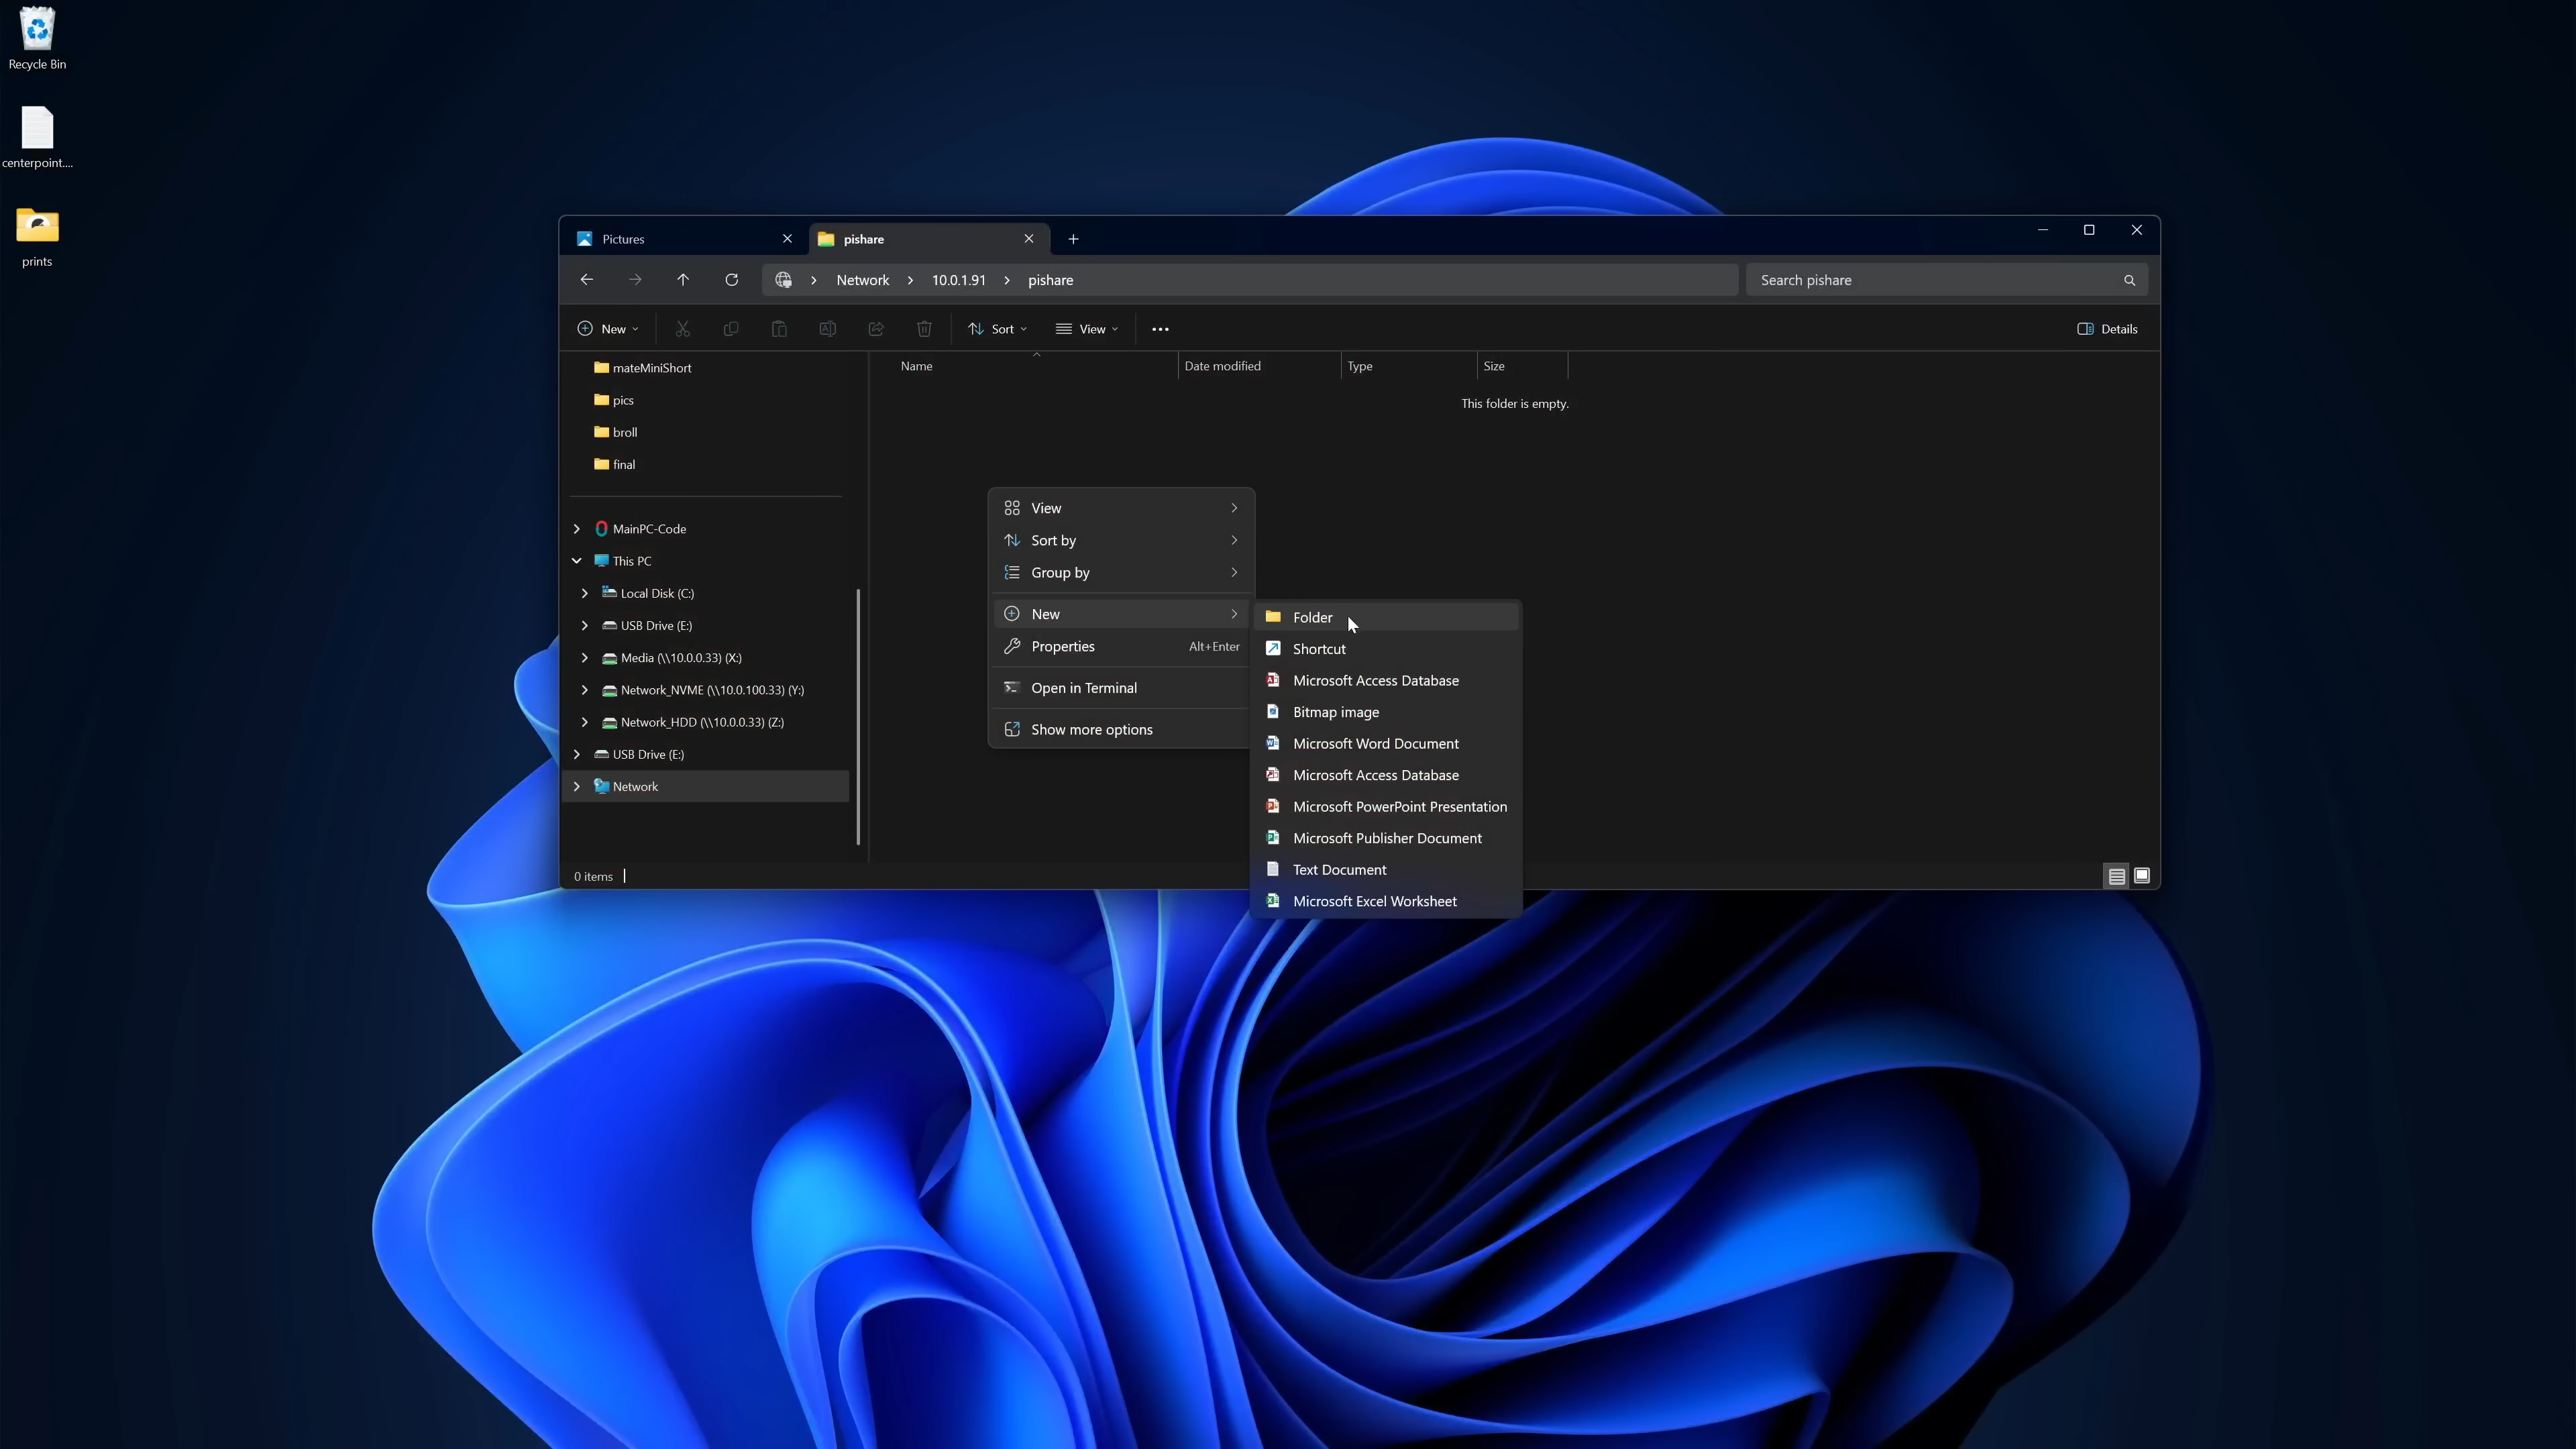 Recycle Bin
centerpoint....
prints
Pictures
pishare
Network
10.0.1.91
pishare
Search pishare
New
Sort
View
Details
mateMiniShort
pics
broll
final
MainPC-Code
This PC
Local Disk (C:)
USB Drive (E:)
Media (\\10.0.0.33) (X:)
Network_NVME (\\10.0.100.33) (Y:)
Network_HDD (\\10.0.0.33) (Z:)
USB Drive (E:)
Network
Name
Date modified
Type
Size
This folder is empty.
View
Sort by
Group by
New
Properties Alt+Enter
Open in Terminal
Show more options
Folder
Shortcut
Microsoft Access Database
Bitmap image
Microsoft Word Document
Microsoft Access Database
Microsoft PowerPoint Presentation
Microsoft Publisher Document
Text Document
Microsoft Excel Worksheet
0 items